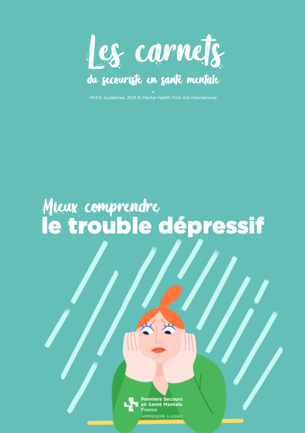 Les carnets
du secouriste en santé mentale
MHFA Guidelines, 2021 © Mental Health First Aid International
Mieux comprendre
le trouble dépressif
Premiers Secours
en Santé Mentale
France
APPRENDRE À AIDER